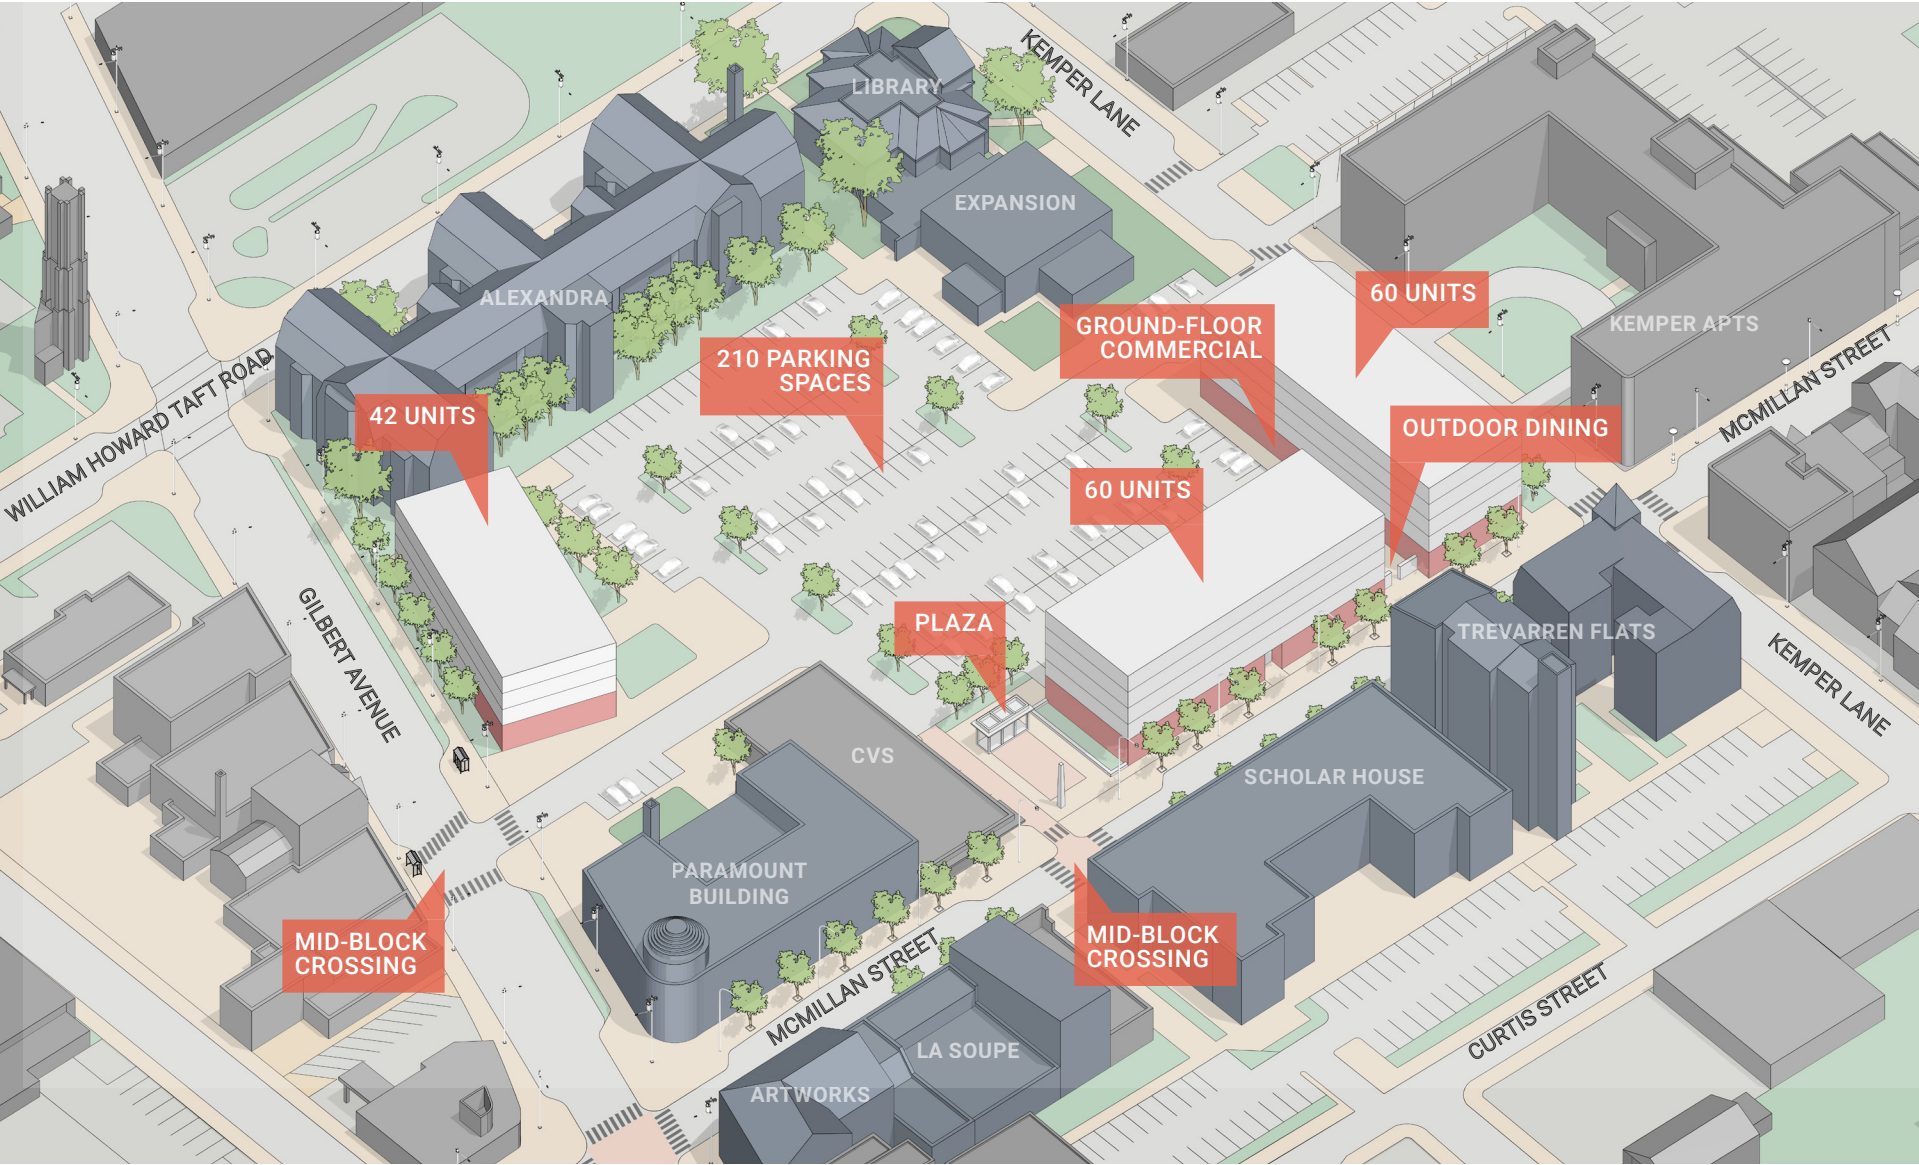 KEMPER LANE
LIBRARY
EXPANSION
ALEXANDRA
60 UNITS
GROUND-FLOOR
COMMERCIAL
KEMPER APTS
210 PARKING
SPACES
MCMILLAN STREET
WILLIAM HOWARD TAFT ROAD
42 UNITS
OUTDOOR DINING
60 UNITS
GILBERT AVENUE
PLAZA
TREVARREN FLATS
KEMPER LANE
CVS
SCHOLAR HOUSE
PARAMOUNT
BUILDING
MID-BLOCK
CROSSING
MID-BLOCK
CROSSING
MCMILLAN STREET
CURTIS STREET
LA SOUPE
ARTWORKS